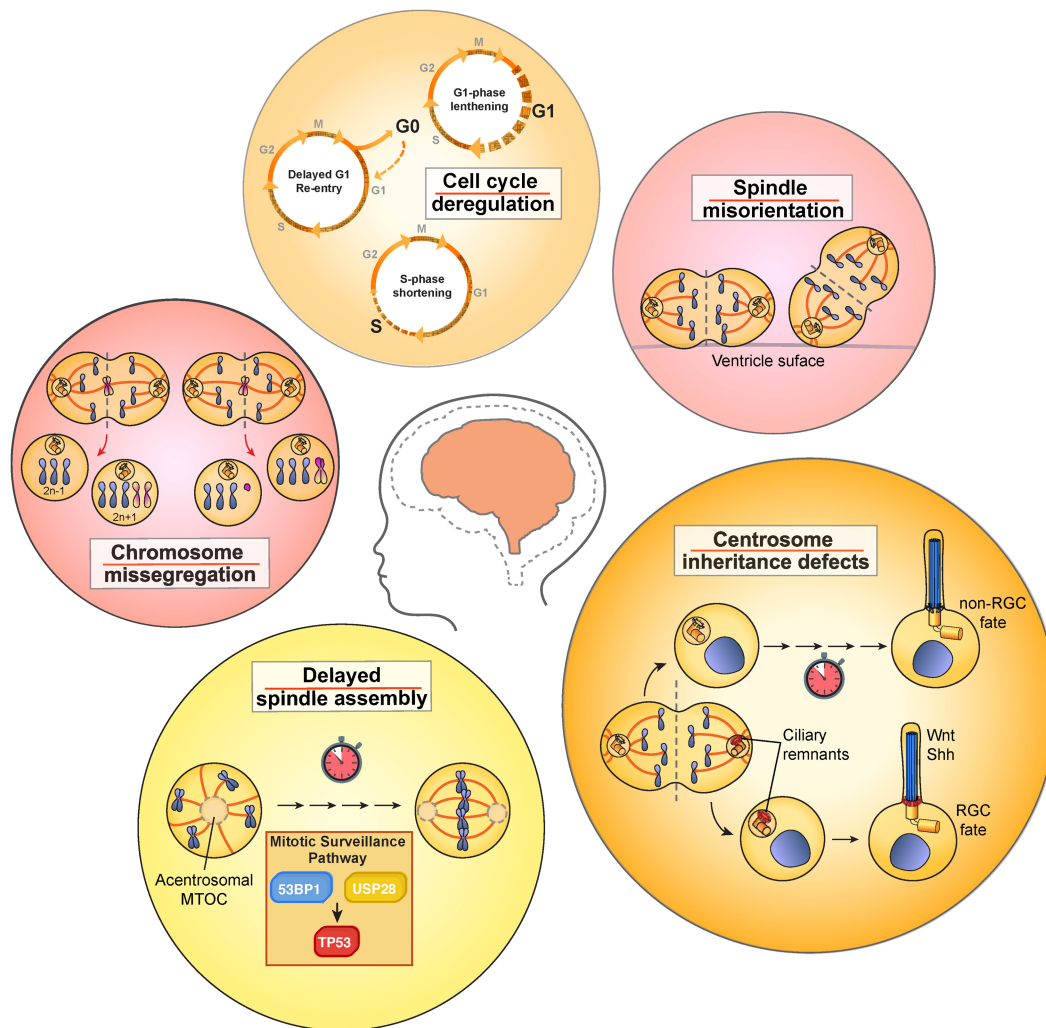 M
G2
G1-phase
lenthening
G1
S
M
G0
G2
Delayed G1
Re-entry
G1
S
Cell cycle
deregulation
M
G2
S-phase
shortening
G1
S
Spindle
misorientation
Ventricle suface
2n-1
2n+1
Chromosome
missegregation
Centrosome
inheritance defects
non-RGC
fate
Ciliary
remnants
Wnt
Shh
RGC
fate
Delayed
spindle assembly
Acentrosomal
MTOC
Mitotic Surveillance
Pathway
53BP1
USP28
TP53